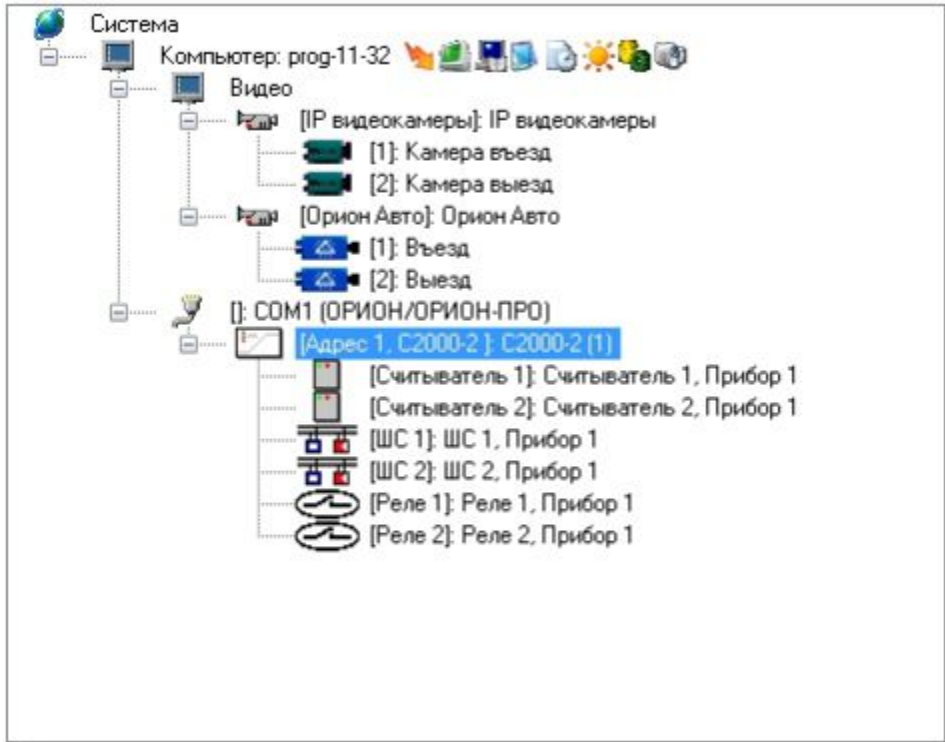 Система
Компьютер: prog-11-32
Видео
[IP видеокамеры]: IP видеокамеры
[1]: Камера въезд
[2]: Камера выезд
[Орион Авто]: Орион Авто
[1]: Въезд
[2]: Выезд
[]: COM1 (ОРИОН/ОРИОН-ПРО)
[Адрес 1, С2000-2 ]: С2000-2 (1)
[Считыватель 1]: Считыватель 1, Прибор 1
[Считыватель 2]: Считыватель 2, Прибор 1
[ШС 1]: ШС 1, Прибор 1
[ШС 2]: ШС 2, Прибор 1
[Реле 1]: Реле 1, Прибор 1
[Реле 2]: Реле 2, Прибор 1